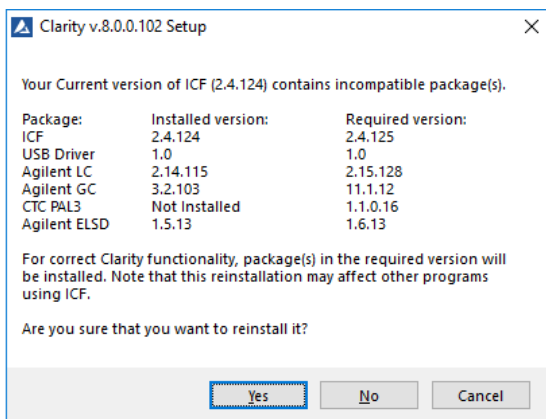 Clarity v.8.0.0.102 Setup
Your Current version of ICF (2.4.124) contains incompatible package(s).
Package: Installed version: Required version:
ICF 2.4.124 2.4.125
USB Driver 1.0 1.0
Agilent LC 2.14.115 2.15.128
Agilent GC 3.2.103 11.1.12
CTC PAL3 Not Installed 1.1.0.16
Agilent ELSD 1.5.13 1.6.13
For correct Clarity functionality, package(s) in the required version will
be installed. Note that this reinstallation may affect other programs
using ICF.
Are you sure that you want to reinstall it?
Yes No Cancel